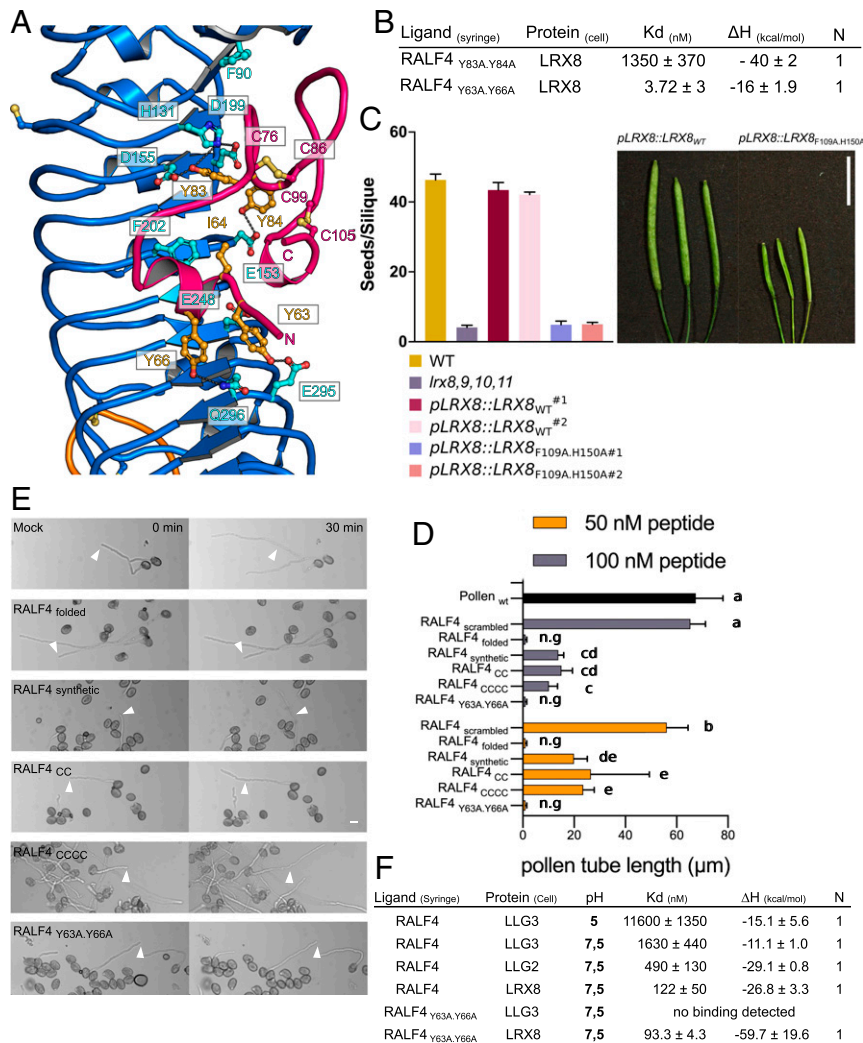 A
F90
H131
D199
C76
C86
D155
Y83
C99
Y84
F202
I64
C105
C
E153
E248
Y63
N
Y66
E295
Q296
B
Ligand (syringe) Protein (cell) Kd (nM) ΔH (kcal/mol) N
RALF4 Y83A.Y84A LRX8 1350 ± 370 - 40 ± 2 1
RALF4 Y63A.Y66A LRX8 3.72 ± 3 -16 ± 1.9 1
C
60
40
20
0
Seeds/Silique
pLRX8::LRX8WT pLRX8::LRX8F109A.H150A
WT
lrx8,9,10,11
pLRX8::LRX8WT#1
pLRX8::LRX8WT#2
pLRX8::LRX8F109A.H150A#1
pLRX8::LRX8F109A.H150A#2
E
Mock 0 min 30 min
RALF4 folded
RALF4 synthetic
RALF4 CC
RALF4 CCCC
RALF4 Y63A.Y66A
D
50 nM peptide
100 nM peptide
Pollen wt a
RALF4 scrambled a
RALF4 folded n.g
RALF4 synthetic cd
RALF4 CC cd
RALF4 CCCC c
RALF4 Y63A.Y66A n.g
RALF4 scrambled b
RALF4 folded n.g
RALF4 synthetic de
RALF4 CC e
RALF4 CCCC e
RALF4 Y63A.Y66A n.g
0 20 40 60 80
pollen tube length (µm)
F
Ligand (Syringe) Protein (Cell) pH Kd (nM) ΔH (kcal/mol) N
RALF4 LLG3 5 11600 ± 1350 -15.1 ± 5.6 1
RALF4 LLG3 7,5 1630 ± 440 -11.1 ± 1.0 1
RALF4 LLG2 7,5 490 ± 130 -29.1 ± 0.8 1
RALF4 LRX8 7,5 122 ± 50 -26.8 ± 3.3 1
RALF4 Y63A.Y66A LLG3 7,5 no binding detected
RALF4 Y63A.Y66A LRX8 7,5 93.3 ± 4.3 -59.7 ± 19.6 1